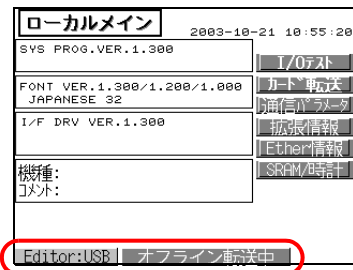 ローカルメイン
2003-10-21 10:55:20
SYS PROG.VER.1.300
I/Oテスト
カード転送
FONT VER.1.300/1.200/1.000
JAPANESE 32
通信パラメータ
I/F DRV VER.1.300
拡張情報
Ether情報
機種:
SRAM/時計
コメント:
Editor:USB
オフライン転送中